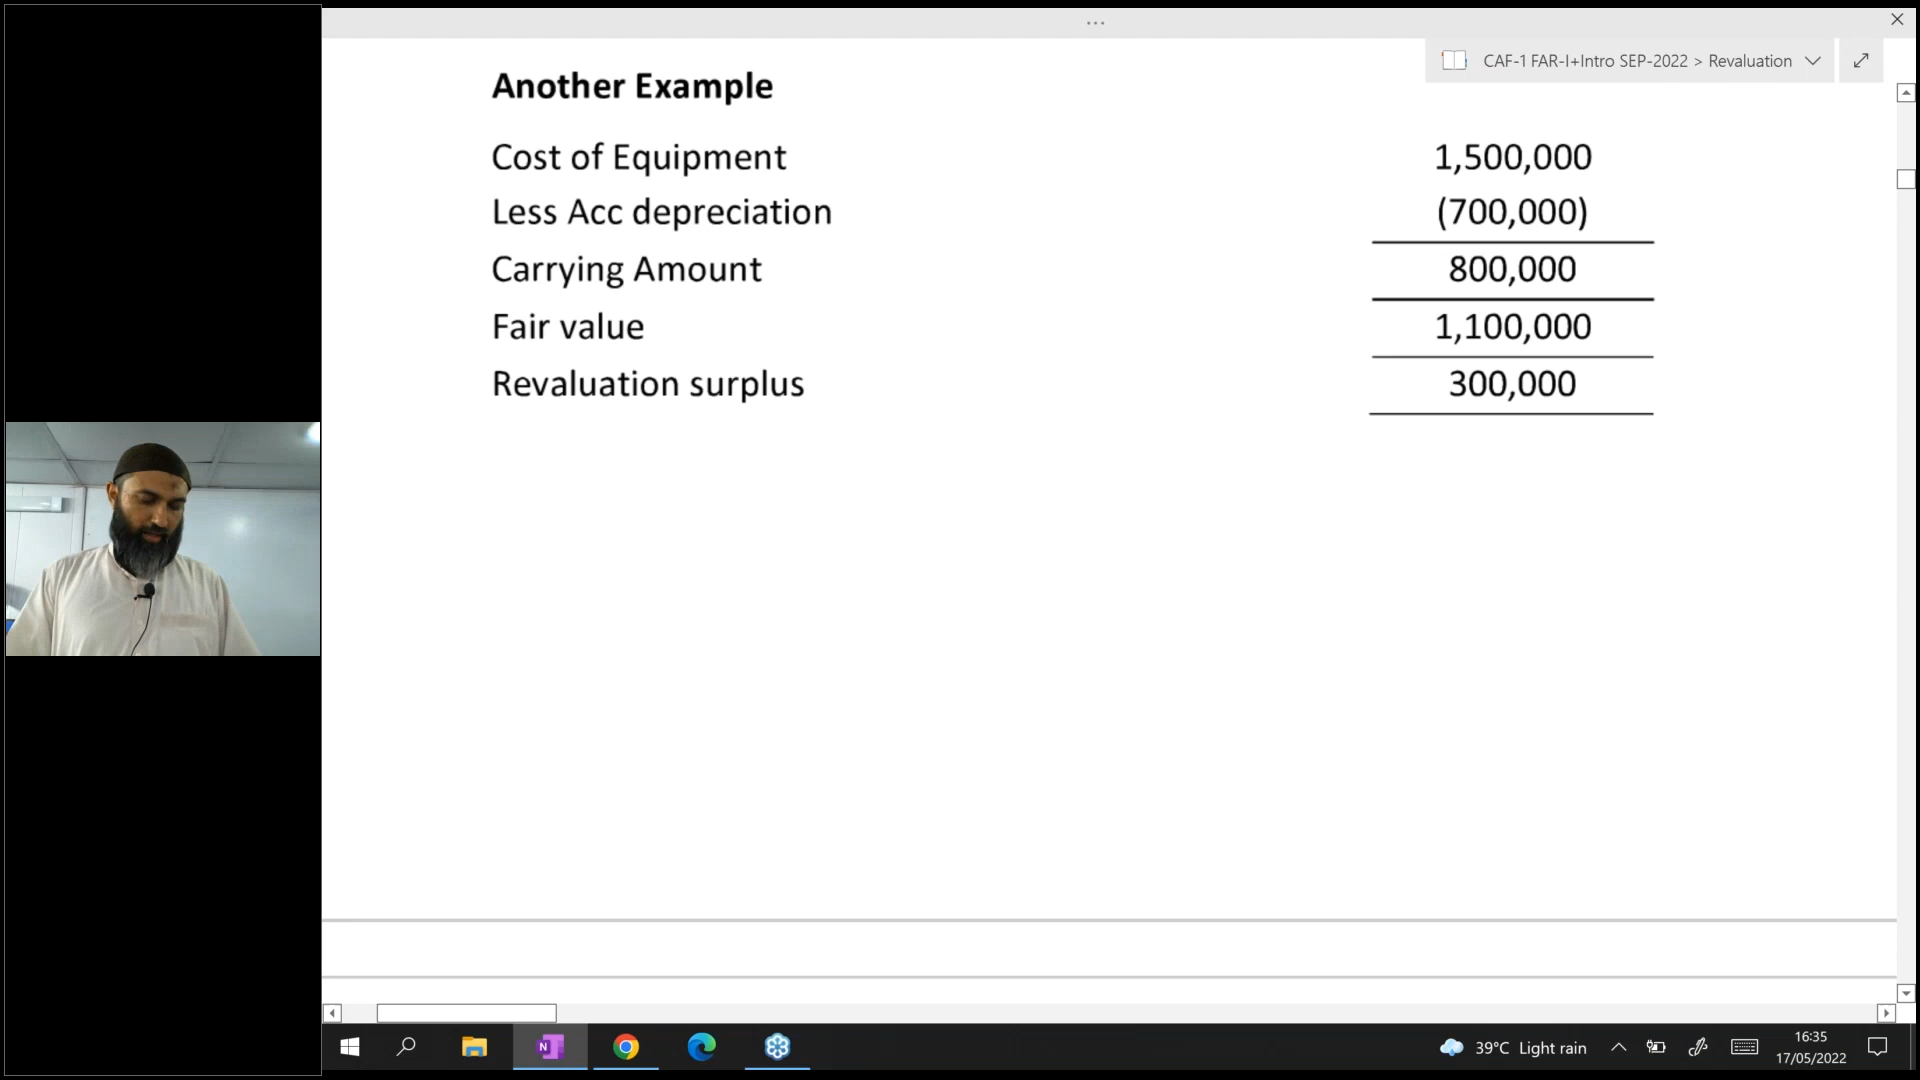 ...
CAF-1 FAR-I+Intro SEP-2022 > Revaluation
Another Example
Cost of Equipment 1,500,000
Less Acc depreciation (700,000)
Carrying Amount 800,000
Fair value 1,100,000
Revaluation surplus 300,000
N
39°C Light rain
16:35
17/05/2022